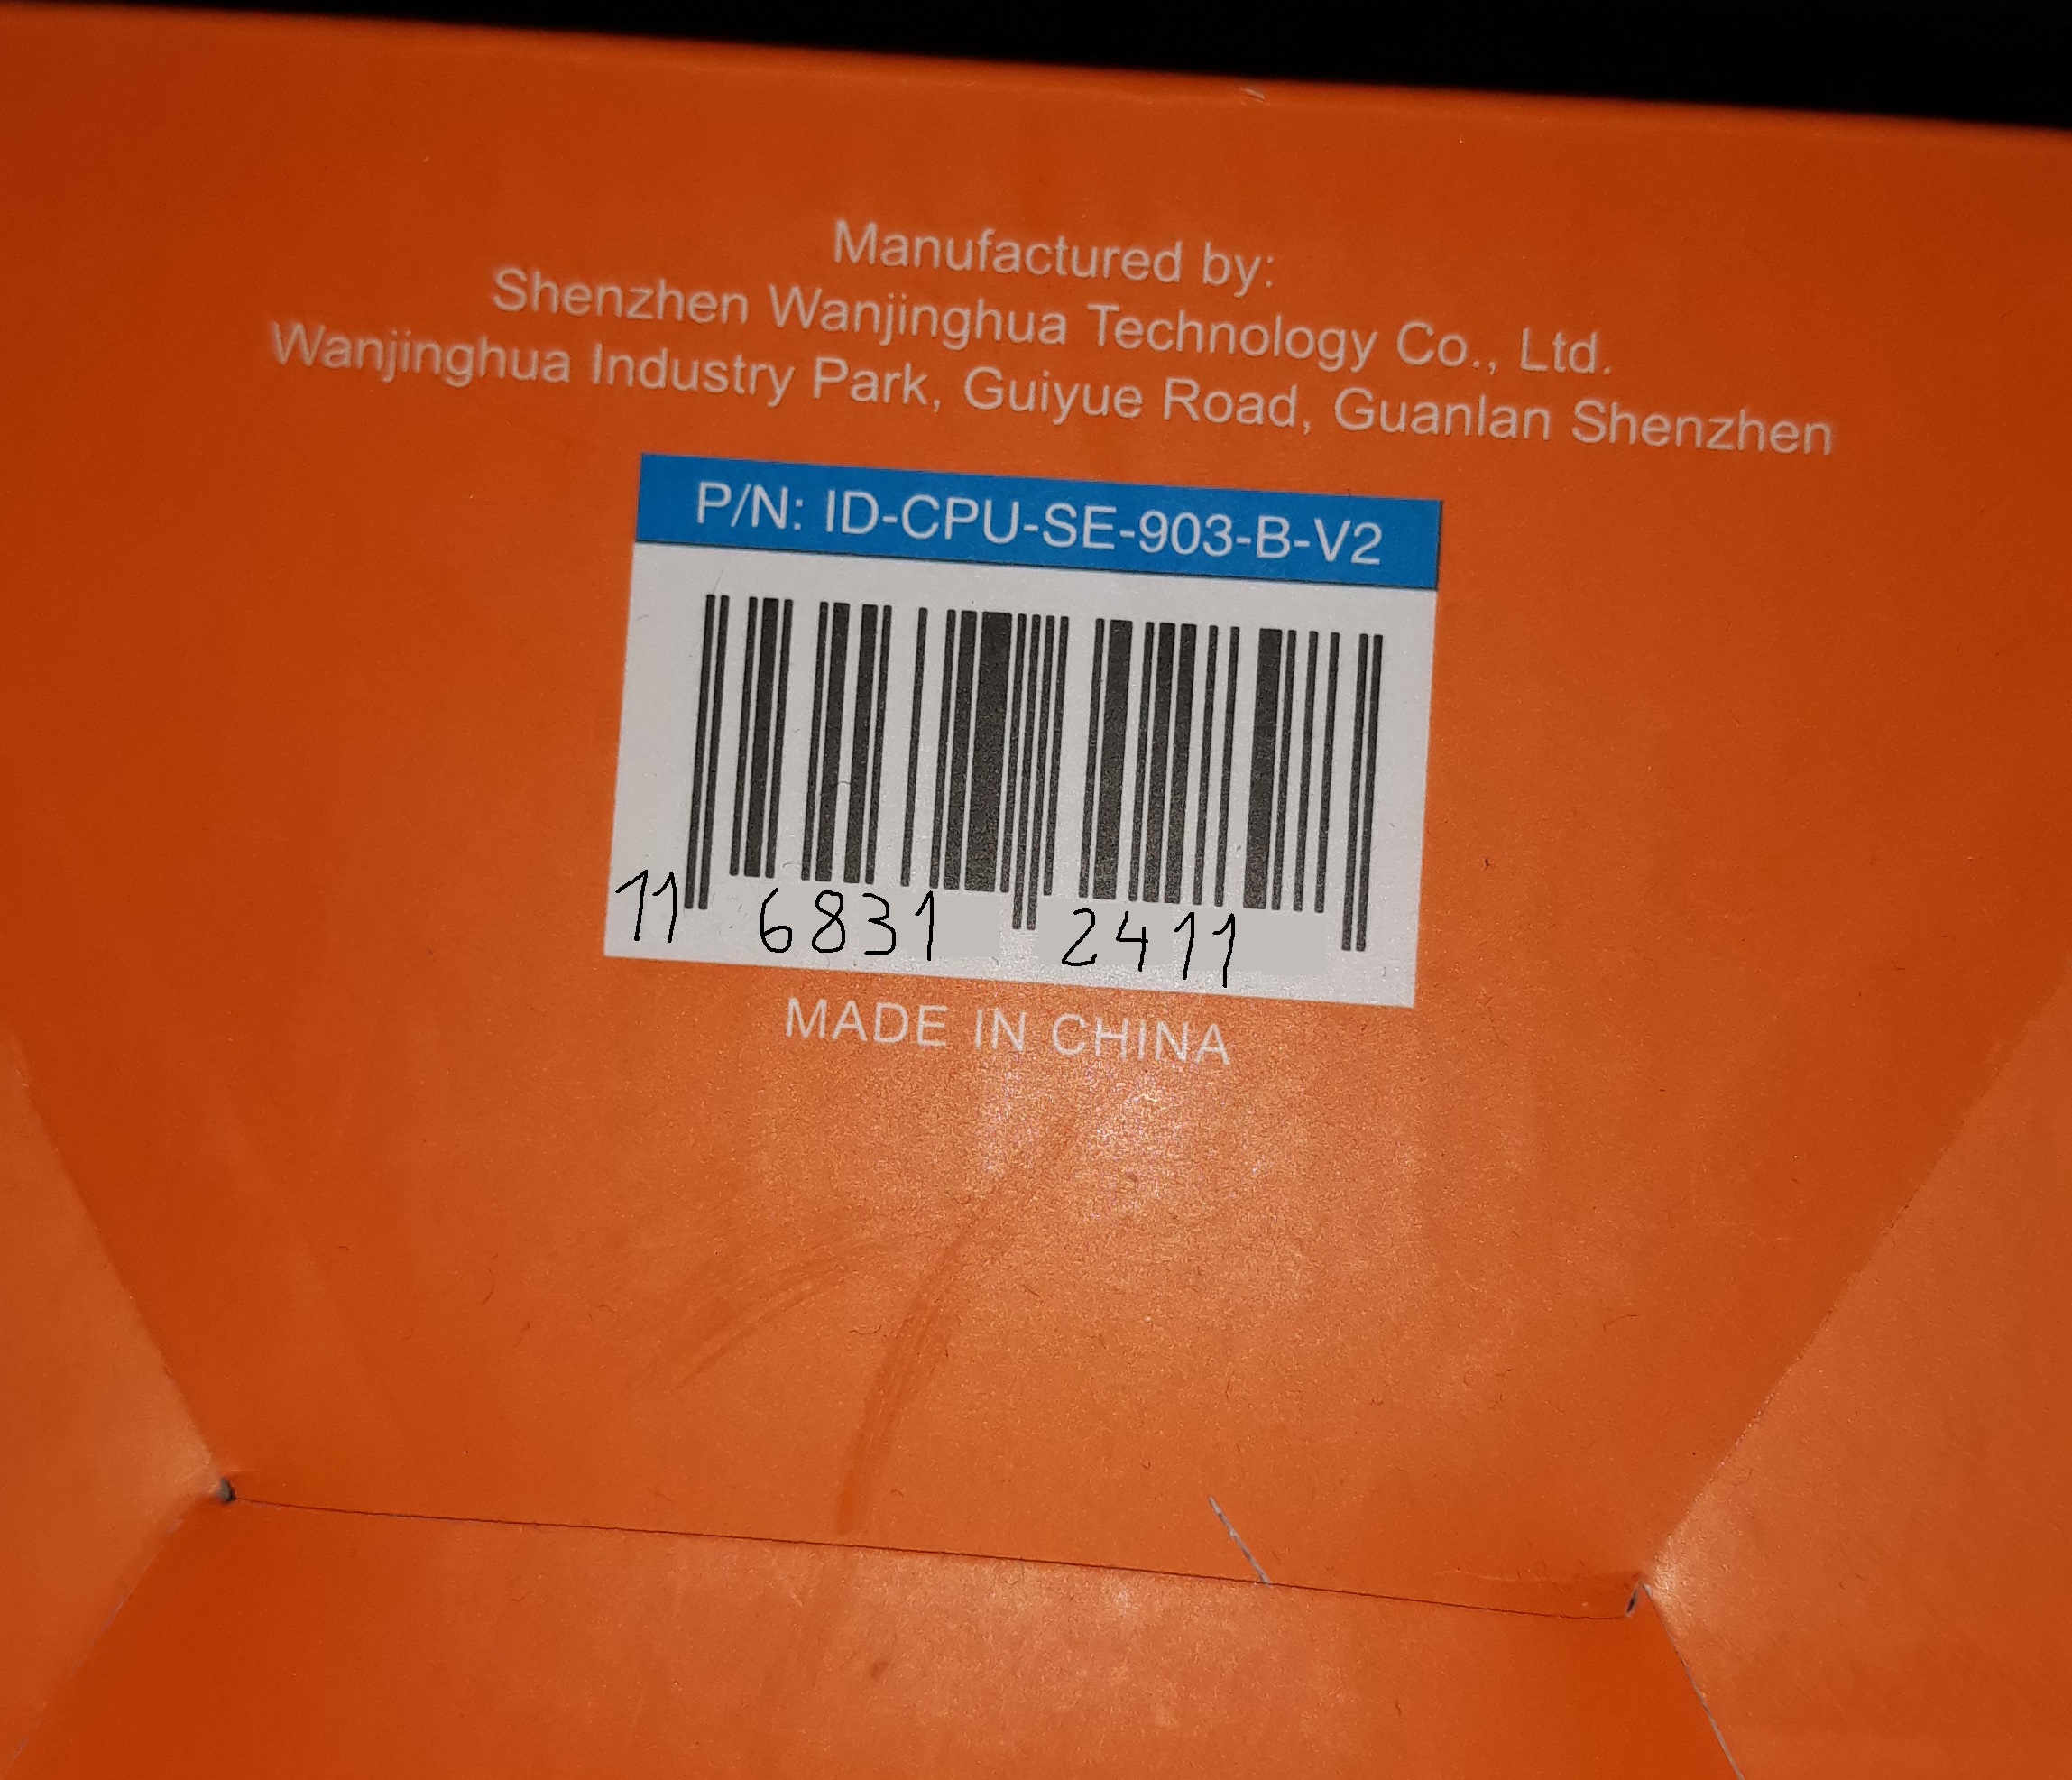 Manufactured by:
Shenzhen Wanjinghua Technology Co., Ltd.
Wanjinghua Industry Park, Guiyue Road, Guanlan Shenzhen
P/N: ID-CPU-SE-903-B-V2
11 6831 2411
MADE IN CHINA